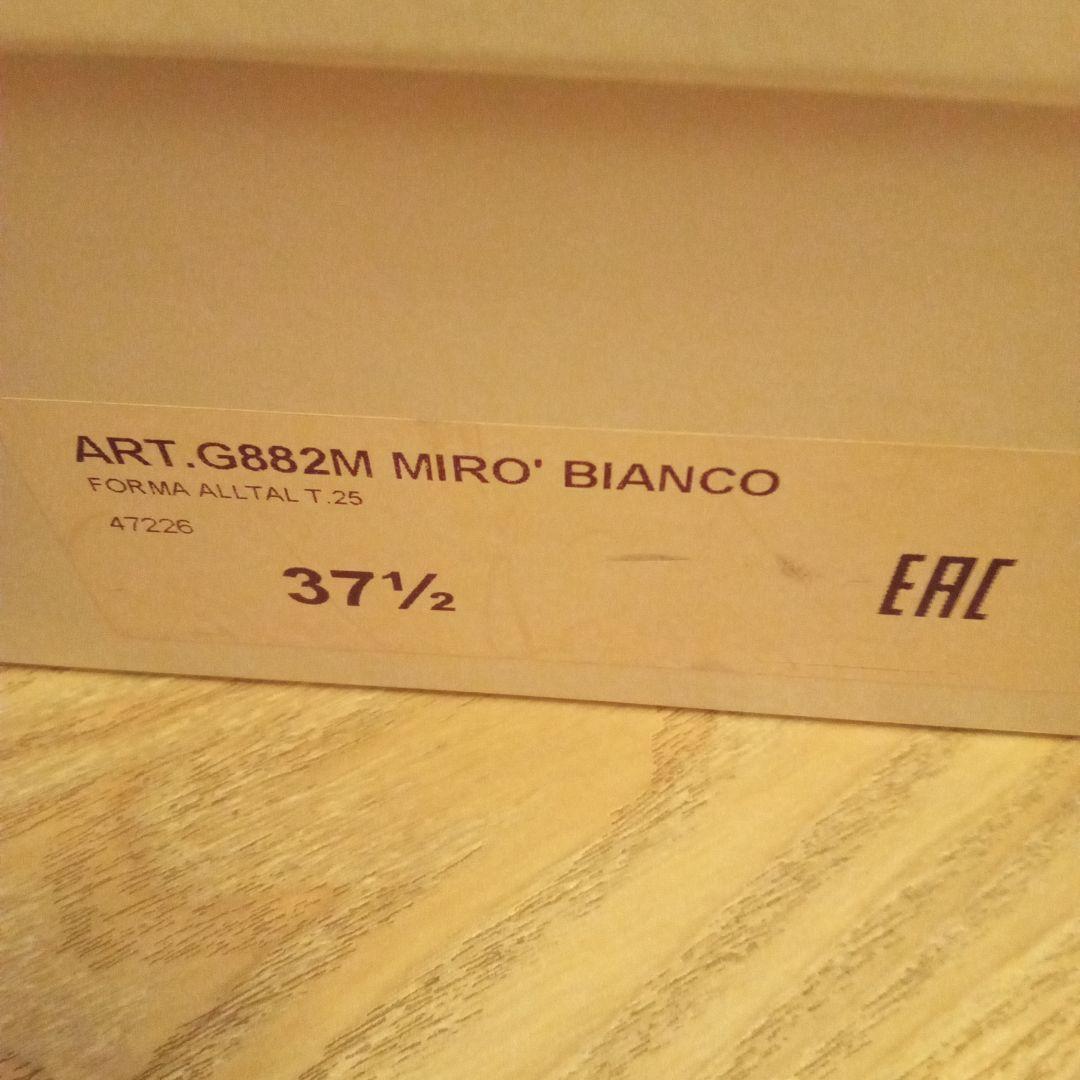 ART.G882M MIRO' BIANCO
FORMA ALLTAL T.25
47226
37½
EAC